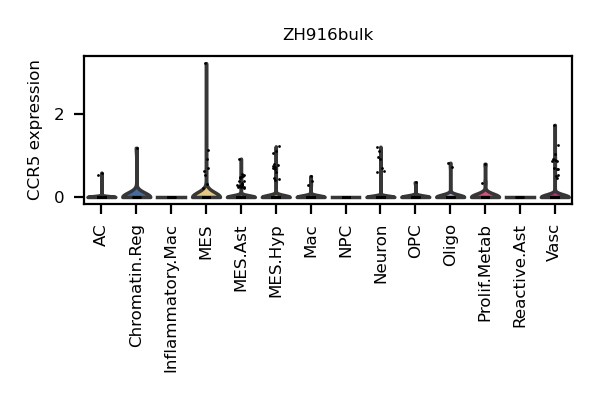 ZH916bulk
CCR5 expression
2
0
AC
Chromatin.Reg
Inflammatory.Mac
MES
MES.Ast
MES.Hyp
Mac
NPC
Neuron
OPC
Oligo
Prolif.Metab
Reactive.Ast
Vasc